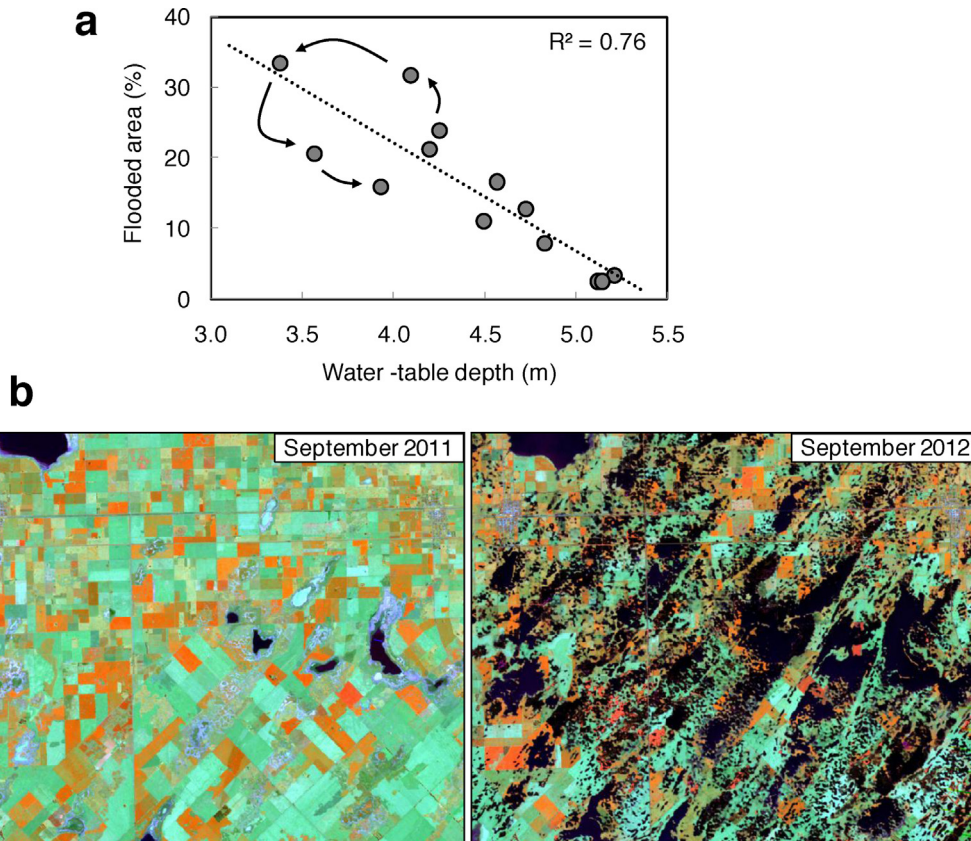 a
R² = 0.76
Flooded area (%)
40
30
20
10
0
3.0 3.5 4.0 4.5 5.0 5.5
Water -table depth (m)
b
September 2011
September 2012